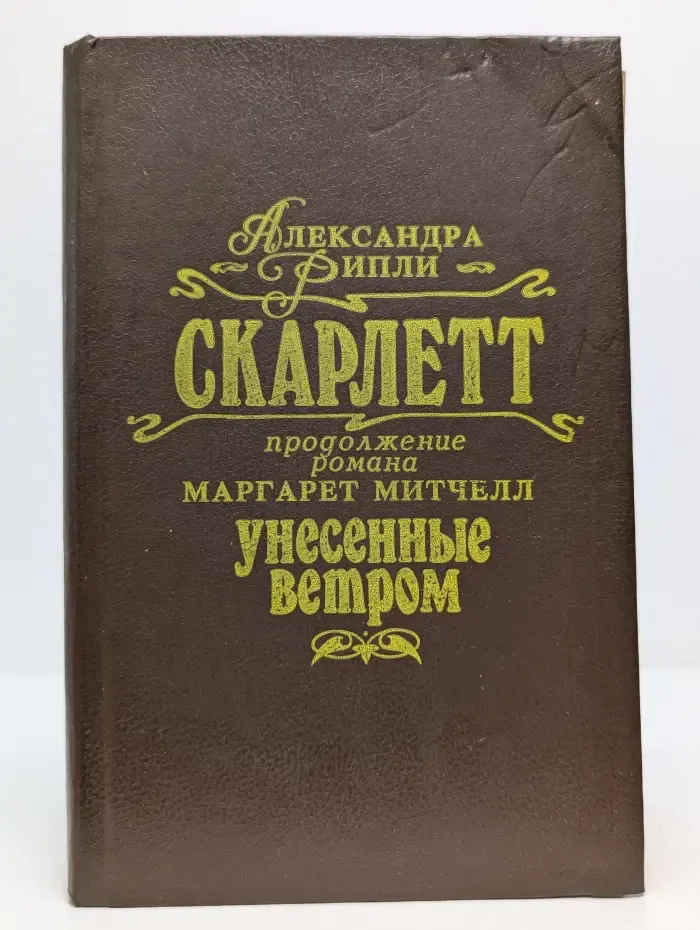 Александра
Рипли
СКАРЛЕТТ
продолжение
романа
МАРГАРЕТ МИТЧЕЛЛ
унесенные
ветром